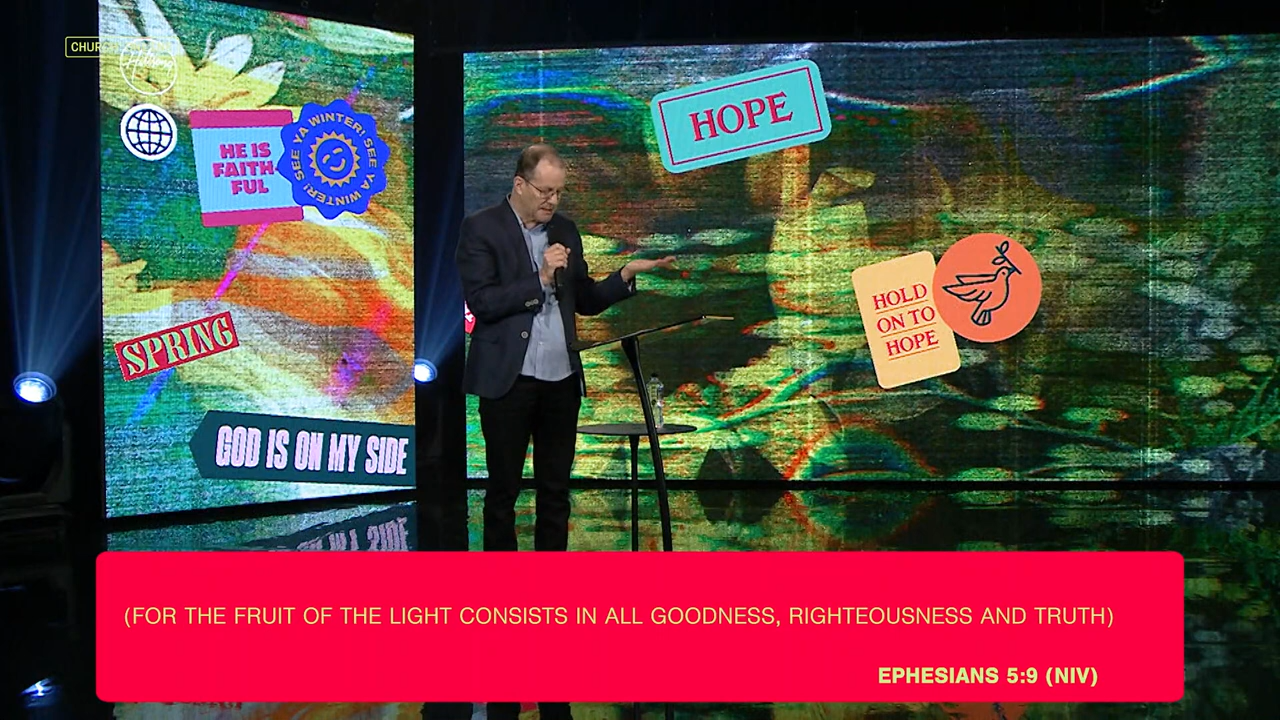 CHURCH
HE IS
FAITH-
FUL
SEE YA WINTER! SEE YA WINTER!
HOPE
HOLD
ON TO
HOPE
SPRING
GOD IS ON MY SIDE
(FOR THE FRUIT OF THE LIGHT CONSISTS IN ALL GOODNESS, RIGHTEOUSNESS AND TRUTH)
EPHESIANS 5:9 (NIV)